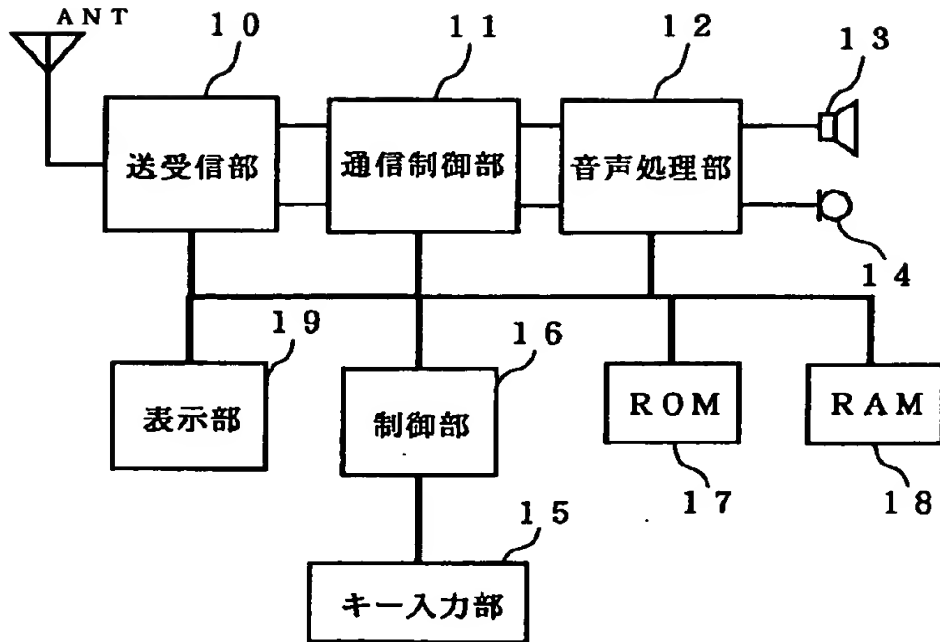 ANT
10
11
12
13
送受信部
通信制御部
音声処理部
14
19
16
表示部
制御部
ROM
RAM
17
18
15
キー入力部